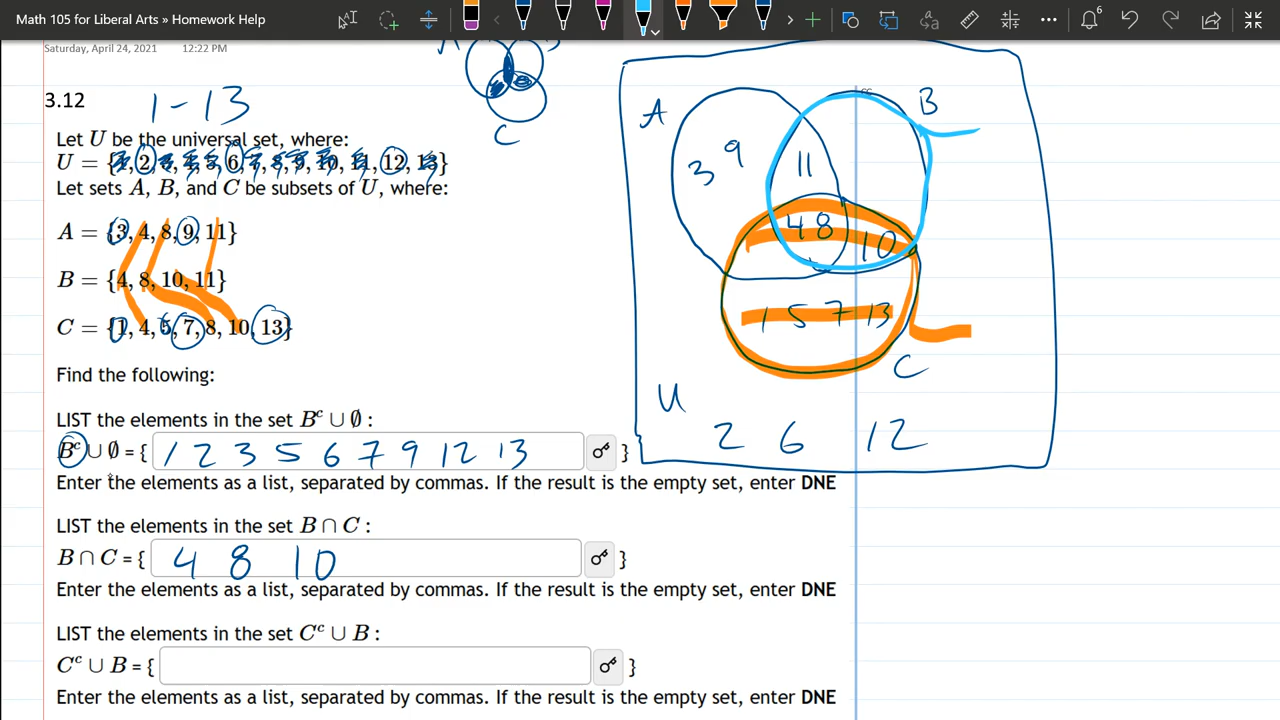 Math 105 for Liberal Arts » Homework Help
6
Saturday, April 24, 2021 12:22 PM
3.12
1 - 13
Let U be the universal set, where:
U = {1, 2, 3, 4, 5, 6, 7, 8, 9, 10, 11, 12, 13}
Let sets A, B, and C be subsets of U, where:
A = {3, 4, 8, 9, 11}
B = {4, 8, 10, 11}
C = {1, 4, 5, 7, 8, 10, 13}
Find the following:
LIST the elements in the set Bᶜ ∪ ∅ :
Bᶜ ∪ ∅ = { 1 2 3 5 6 7 9 12 13 }
Enter the elements as a list, separated by commas. If the result is the empty set, enter DNE
LIST the elements in the set B ∩ C :
B ∩ C = { 4 8 10 }
Enter the elements as a list, separated by commas. If the result is the empty set, enter DNE
LIST the elements in the set Cᶜ ∪ B :
Cᶜ ∪ B = { }
Enter the elements as a list, separated by commas. If the result is the empty set, enter DNE
C
A
B
3 9 11
4 8 10
1 5 7 13
C
U
2 6 12